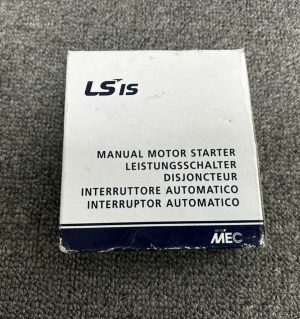 LS IS
MANUAL MOTOR STARTER
LEISTUNGSSCHALTER
DISJONCTEUR
INTERRUTTORE AUTOMATICO
INTERRUPTOR AUTOMATICO
MEC